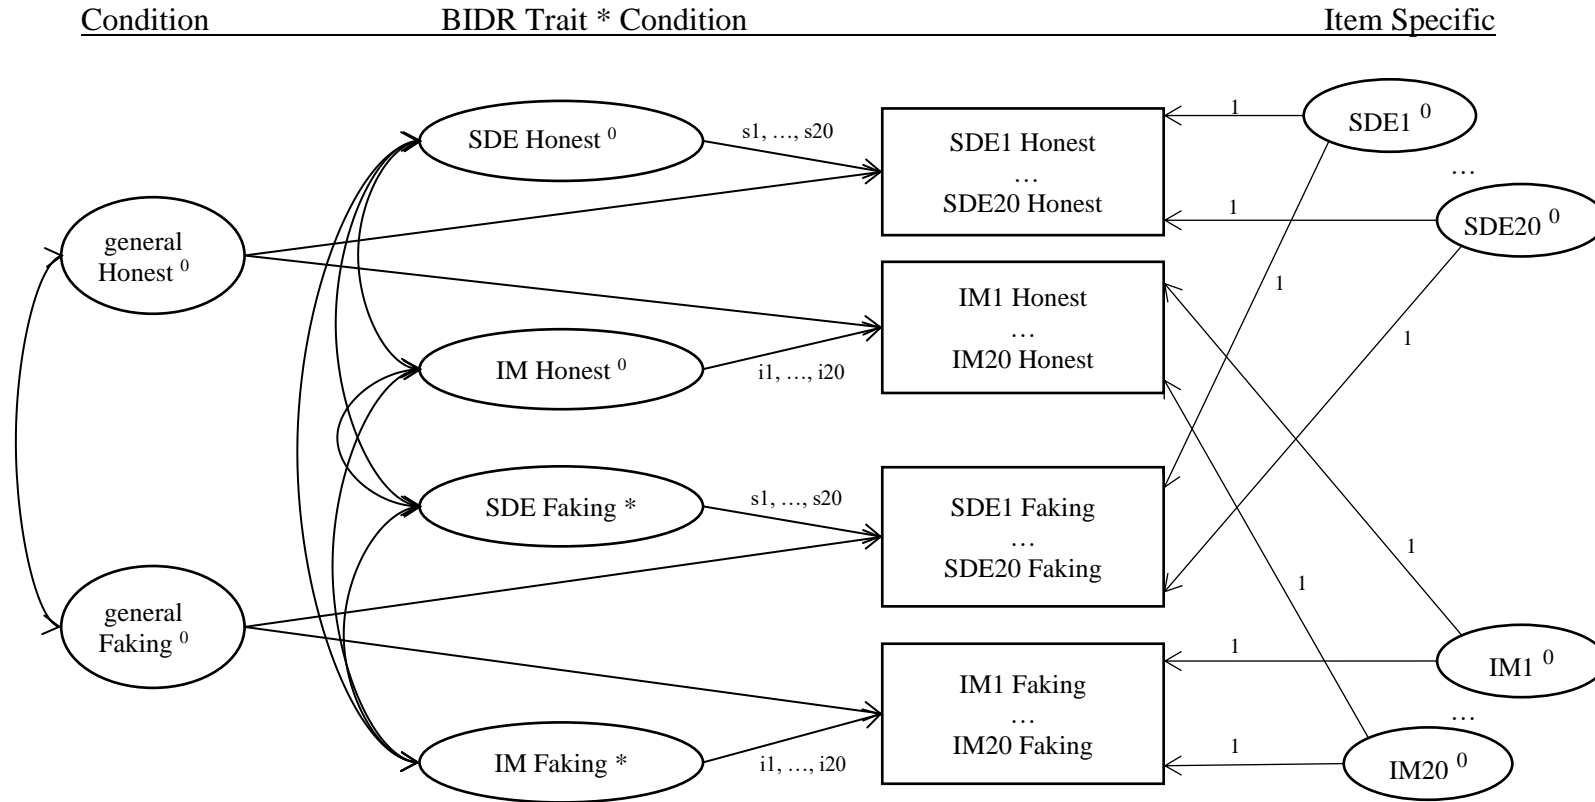 Condition
BIDR Trait * Condition
Item Specific
general
Honest ⁰
general
Faking ⁰
SDE Honest ⁰
IM Honest ⁰
SDE Faking *
IM Faking *
s1, …, s20
i1, …, i20
s1, …, s20
i1, …, i20
SDE1 Honest
…
SDE20 Honest
IM1 Honest
…
IM20 Honest
SDE1 Faking
…
SDE20 Faking
IM1 Faking
…
IM20 Faking
1
1
1
1
1
1
1
1
SDE1 ⁰
…
SDE20 ⁰
IM1 ⁰
…
IM20 ⁰